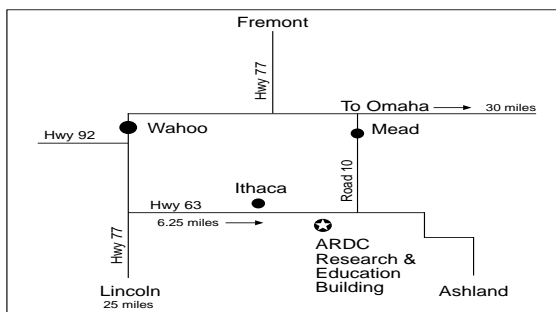 Fremont
Hwy 77
To Omaha
30 miles
Wahoo
Mead
Hwy 92
Road 10
Ithaca
Hwy 63
6.25 miles
Hwy 77
ARDC
Research &
Education
Building
Lincoln
25 miles
Ashland